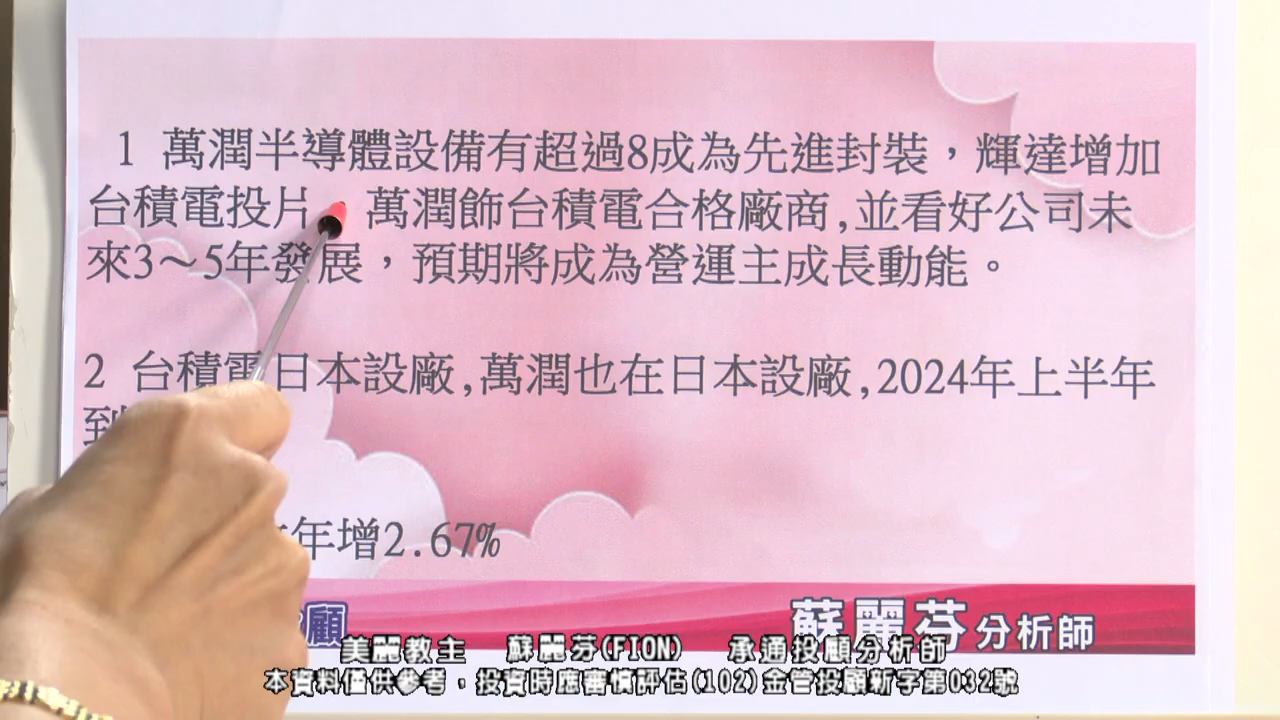 1 萬潤半導體設備有超過8成為先進封裝，輝達增加
台積電投片 萬潤飾台積電合格廠商,並看好公司未
來3～5年發展，預期將成為營運主成長動能。
2 台積電日本設廠,萬潤也在日本設廠,2024年上半年
到
年增2.67%
顧
蘇麗芬分析師
美麗教主 蘇麗芬(FION) 承通投顧分析師
本資料僅供參考，投資時應審慎評估(102)金管投顧新字第032號